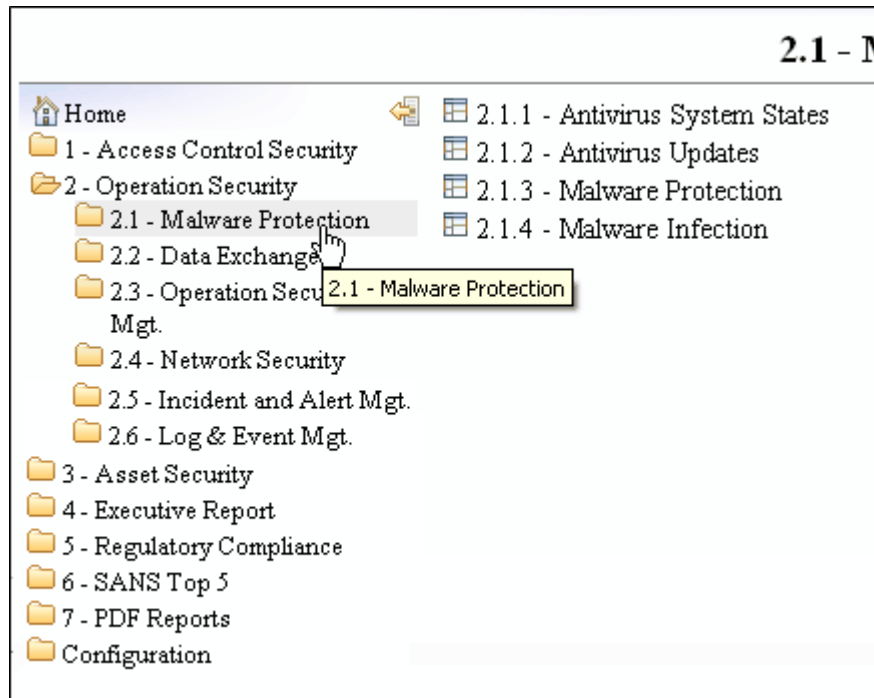 2.1 -
Home
1 - Access Control Security
2 - Operation Security
2.1 - Malware Protection
2.2 - Data Exchange
2.3 - Operation
Mgt.
2.4 - Network Security
2.5 - Incident and Alert Mgt.
2.6 - Log & Event Mgt.
3 - Asset Security
4 - Executive Report
5 - Regulatory Compliance
6 - SANS Top 5
7 - PDF Reports
Configuration
2.1.1 - Antivirus System States
2.1.2 - Antivirus Updates
2.1.3 - Malware Protection
2.1.4 - Malware Infection
2.1 - Malware Protection